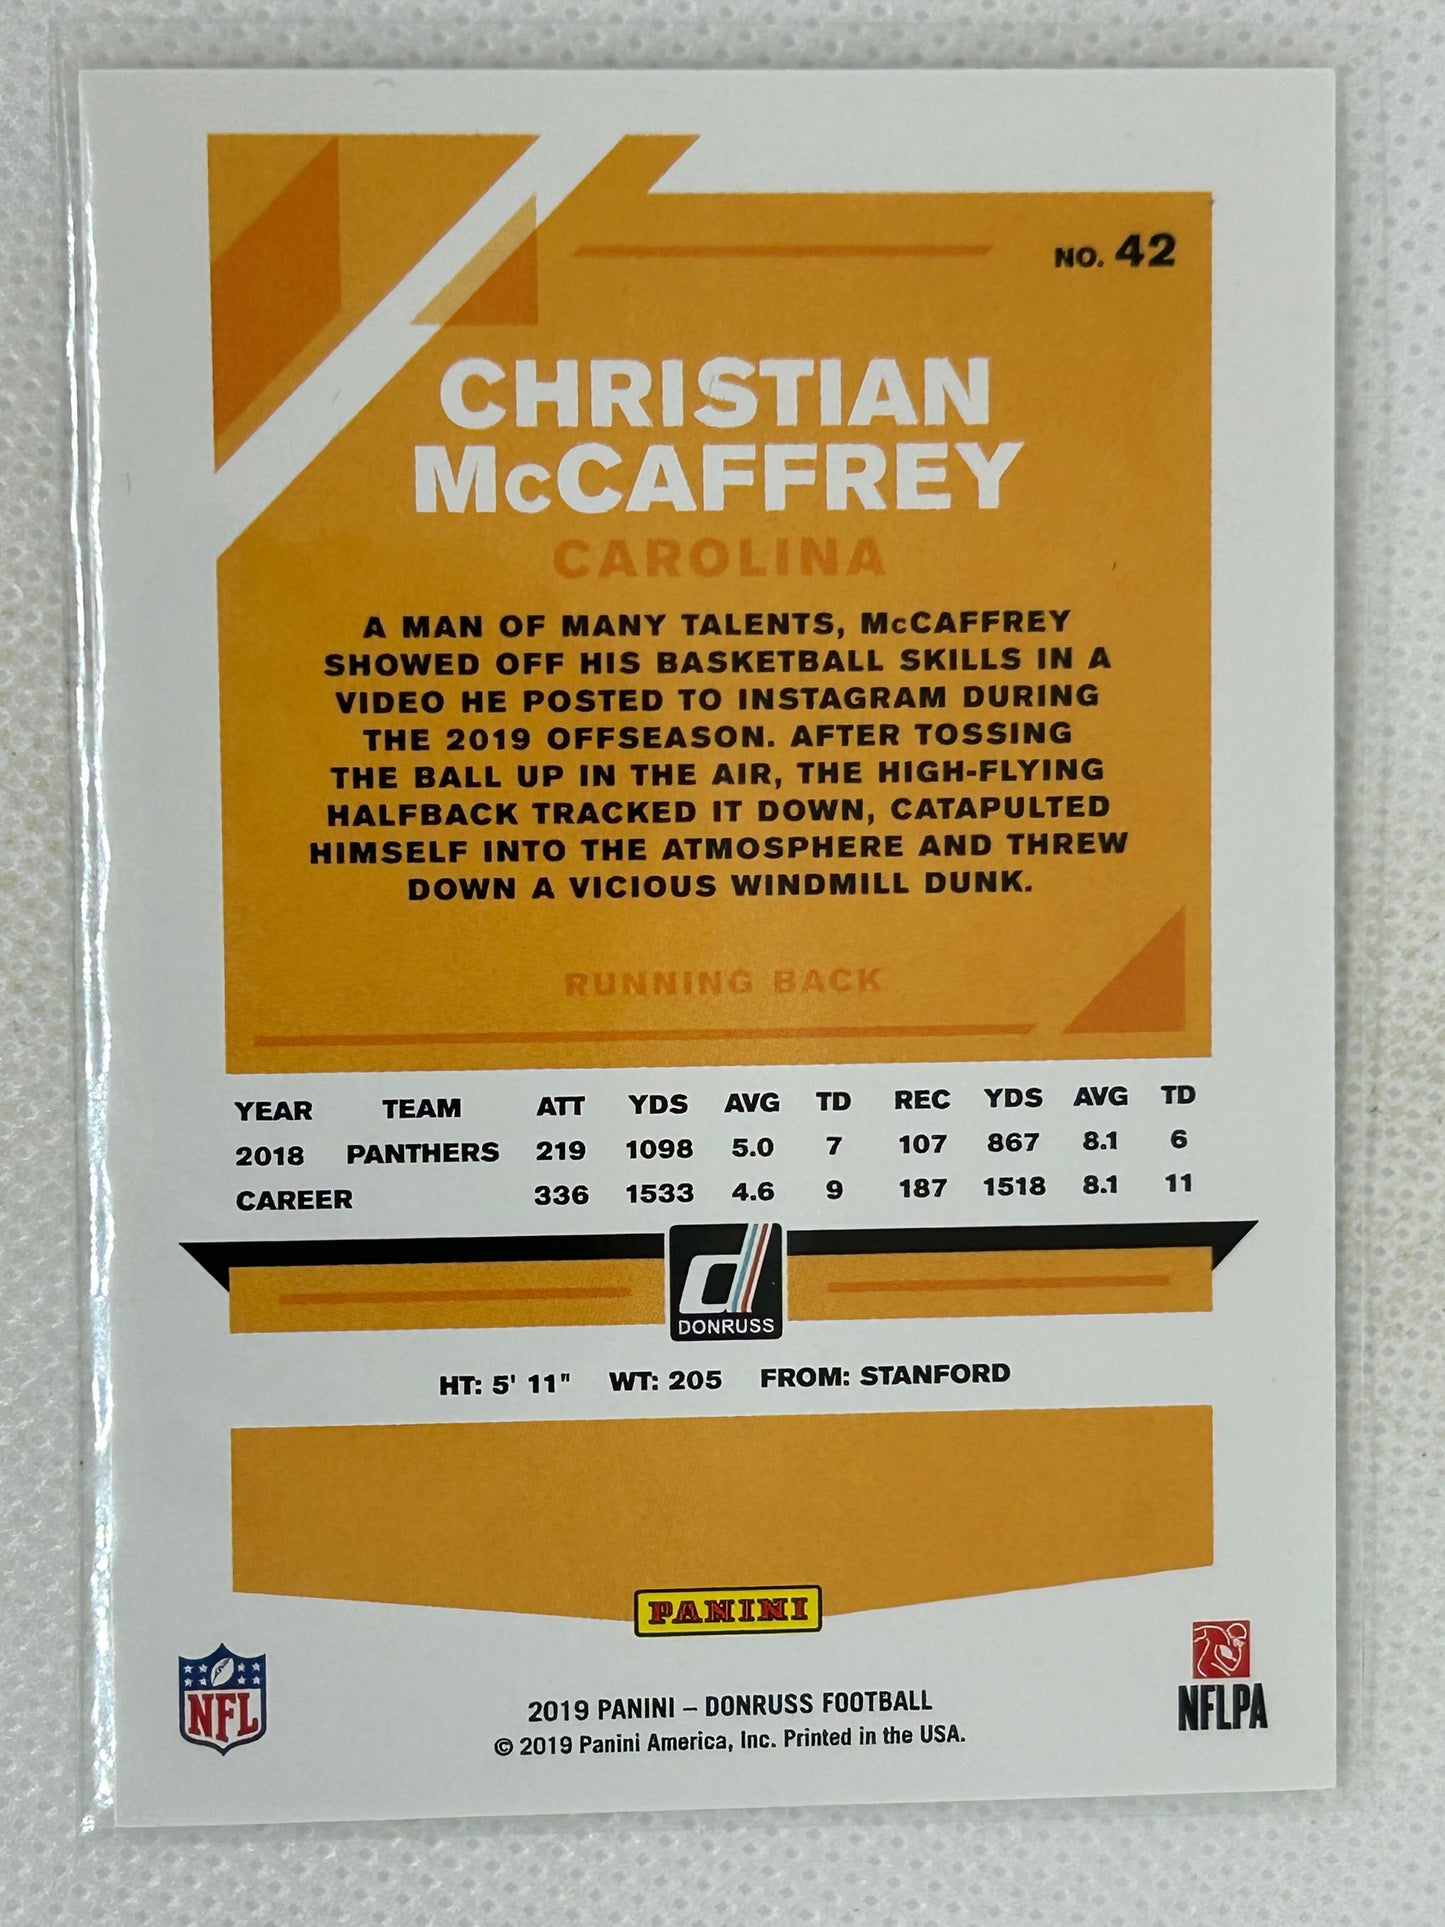 NO. 42
CHRISTIAN
McCAFFREY
CAROLINA
A MAN OF MANY TALENTS, McCAFFREY
SHOWED OFF HIS BASKETBALL SKILLS IN A
VIDEO HE POSTED TO INSTAGRAM DURING
THE 2019 OFFSEASON. AFTER TOSSING
THE BALL UP IN THE AIR, THE HIGH-FLYING
HALFBACK TRACKED IT DOWN, CATAPULTED
HIMSELF INTO THE ATMOSPHERE AND THREW
DOWN A VICIOUS WINDMILL DUNK.
RUNNING BACK
YEAR TEAM ATT YDS AVG TD REC YDS AVG TD
2018 PANTHERS 219 1098 5.0 7 107 867 8.1 6
CAREER 336 1533 4.6 9 187 1518 8.1 11
d
DONRUSS
HT: 5' 11" WT: 205 FROM: STANFORD
PANINI
NFL
NFLPA
2019 PANINI – DONRUSS FOOTBALL
© 2019 Panini America, Inc. Printed in the USA.